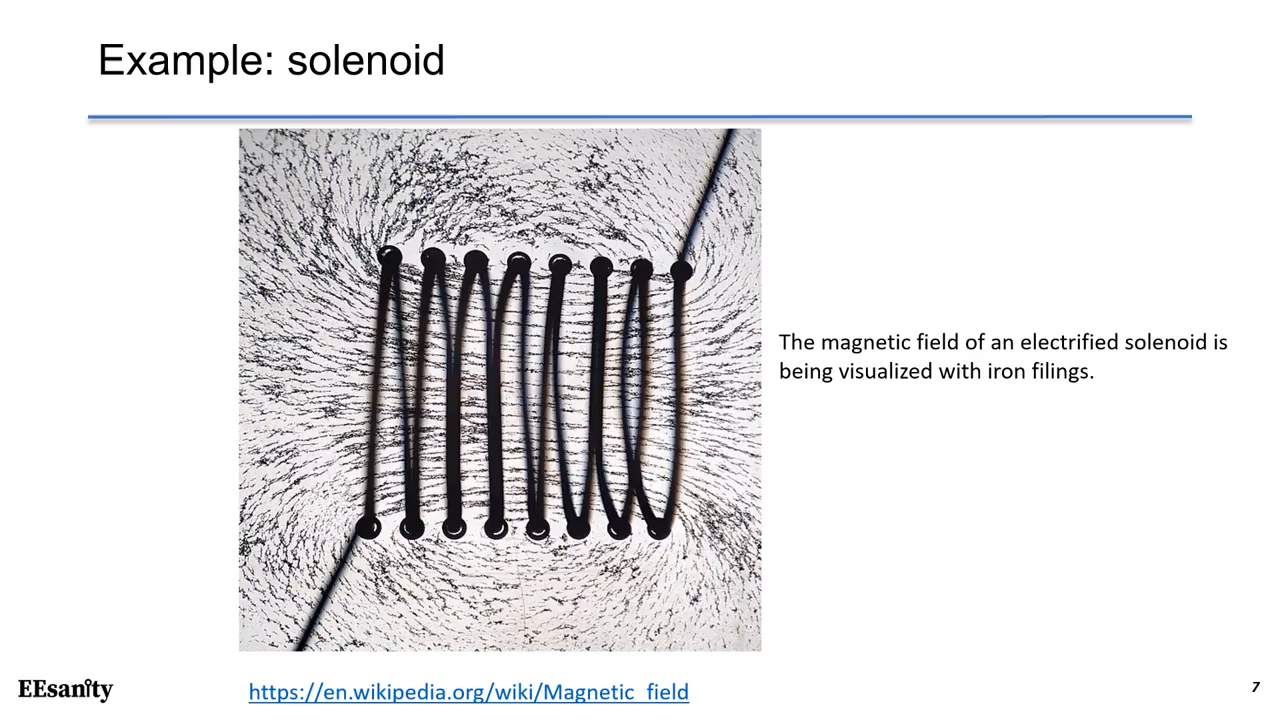 Example: solenoid
The magnetic field of an electrified solenoid is
being visualized with iron filings.
EEsanity
https://en.wikipedia.org/wiki/Magnetic_field
7